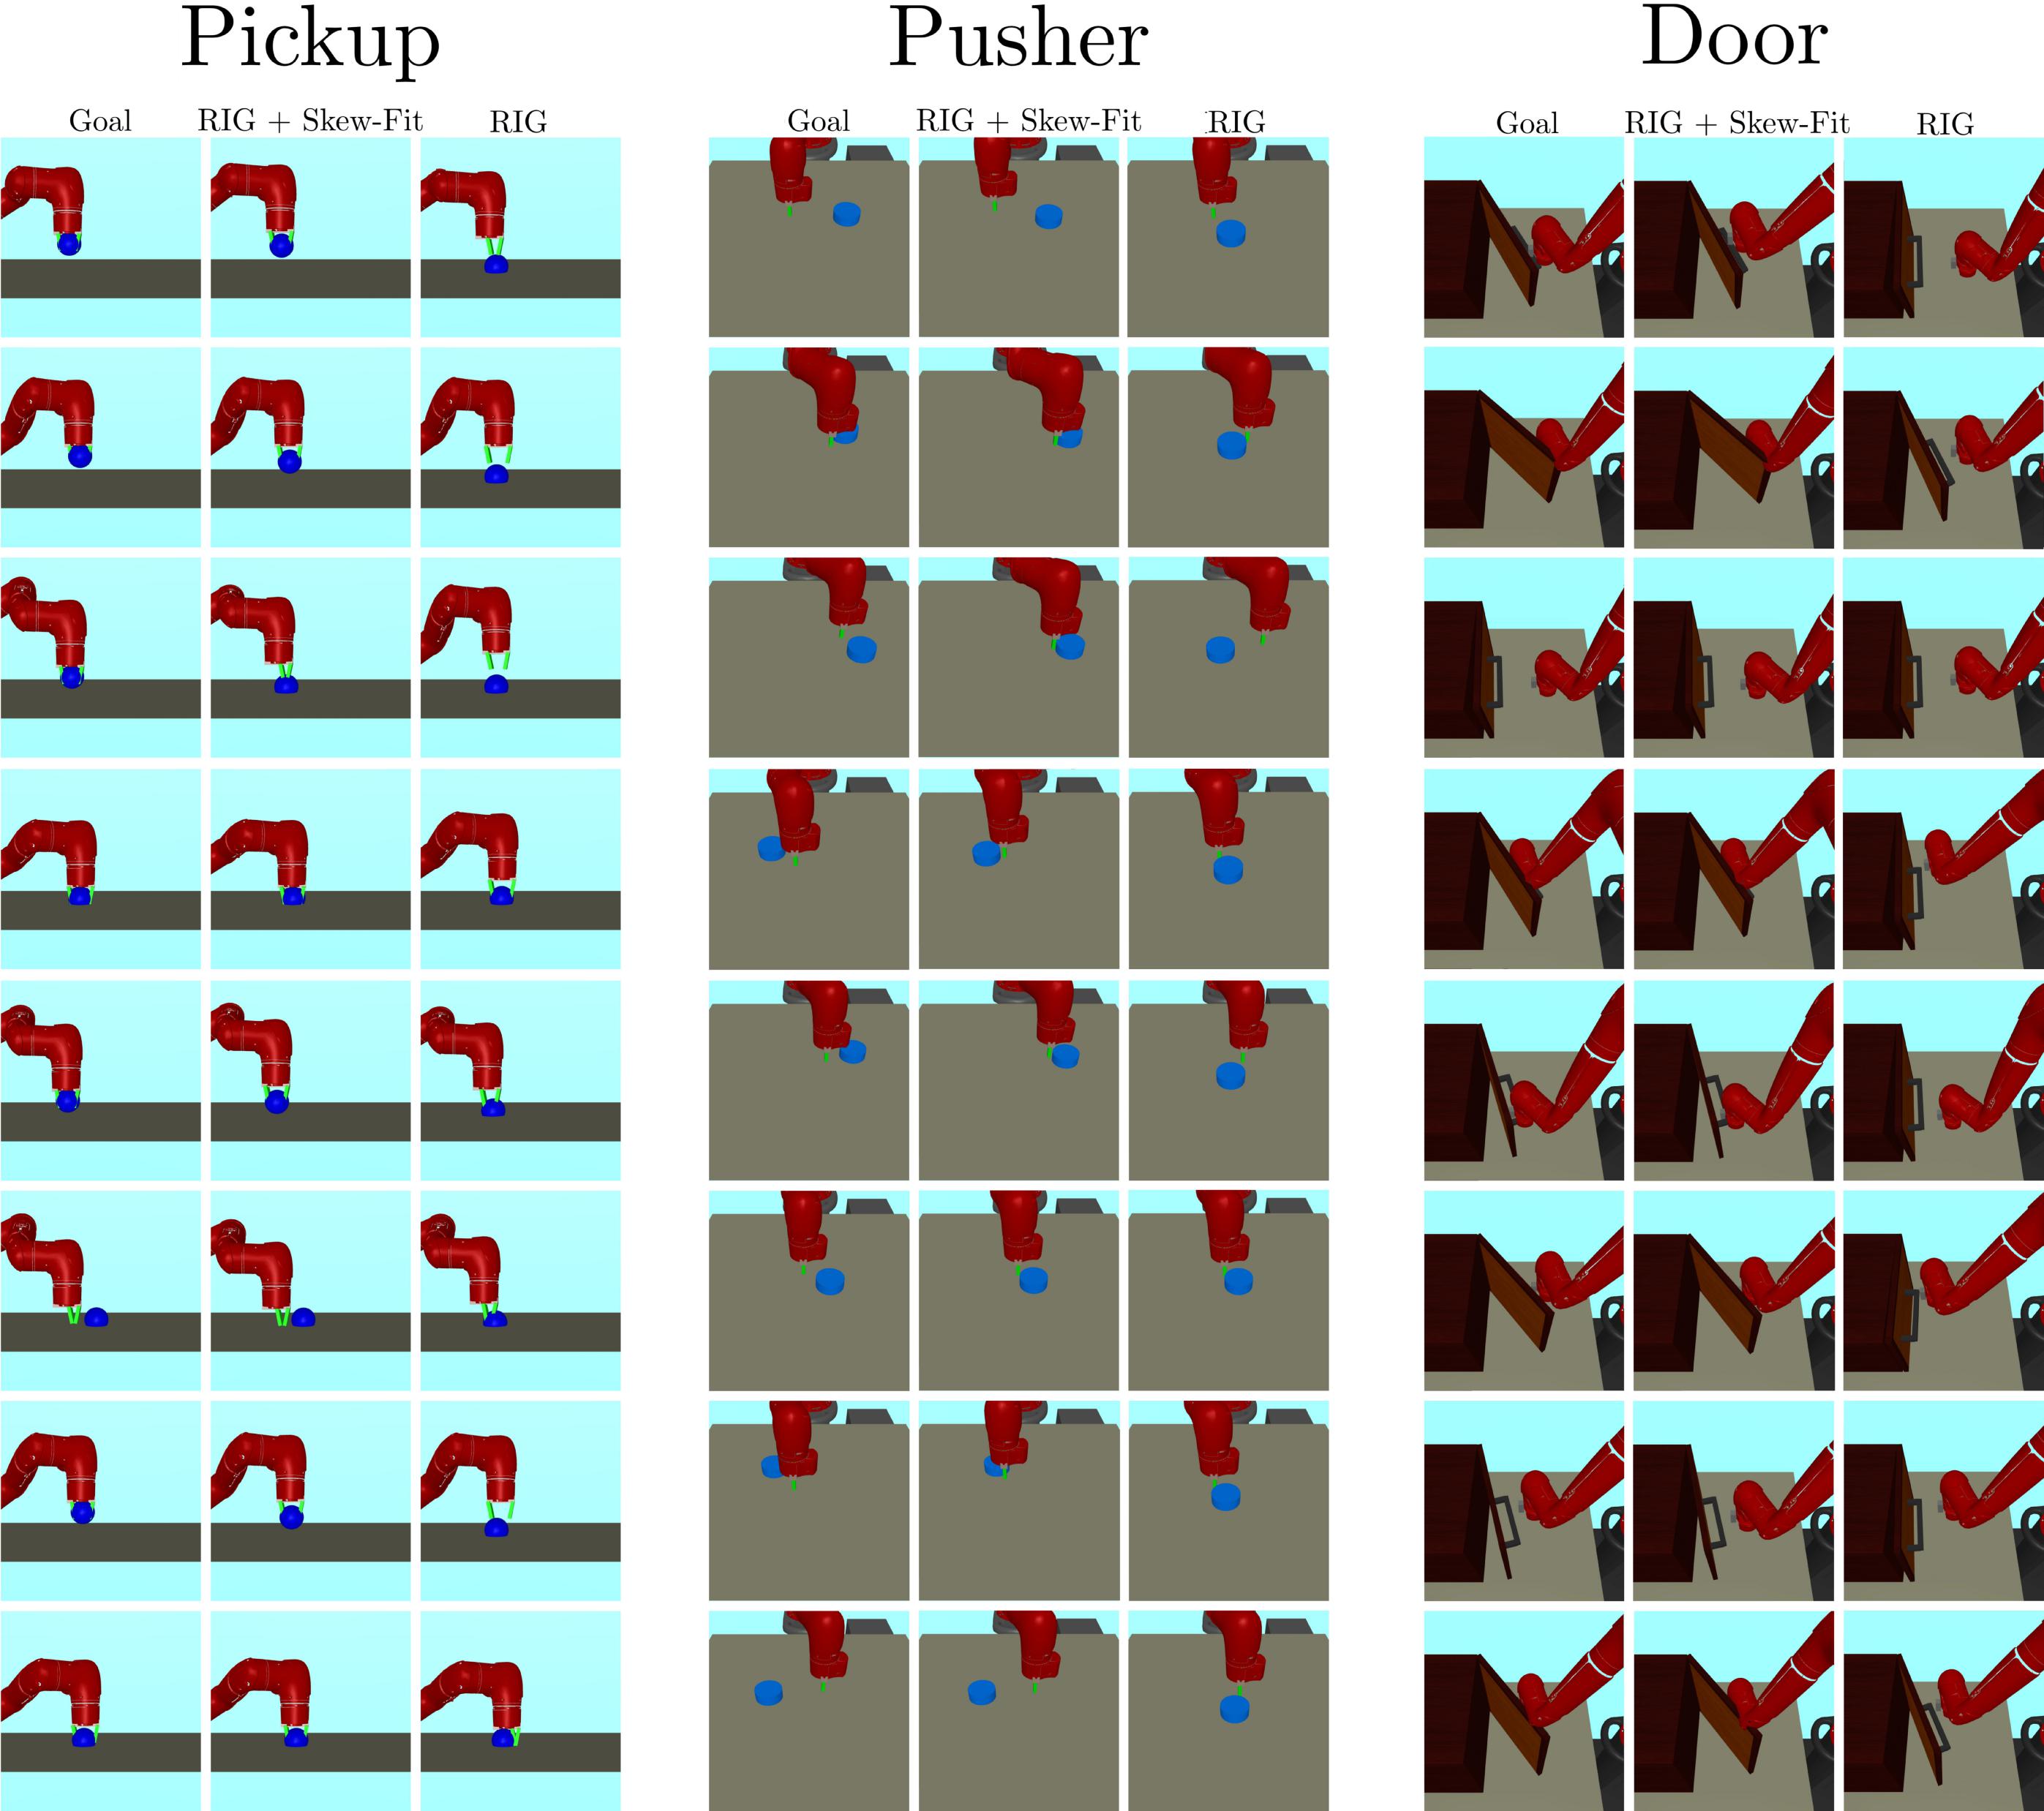 Pickup Pusher Door
Goal RIG + Skew-Fit RIG Goal RIG + Skew-Fit RIG Goal RIG + Skew-Fit RIG